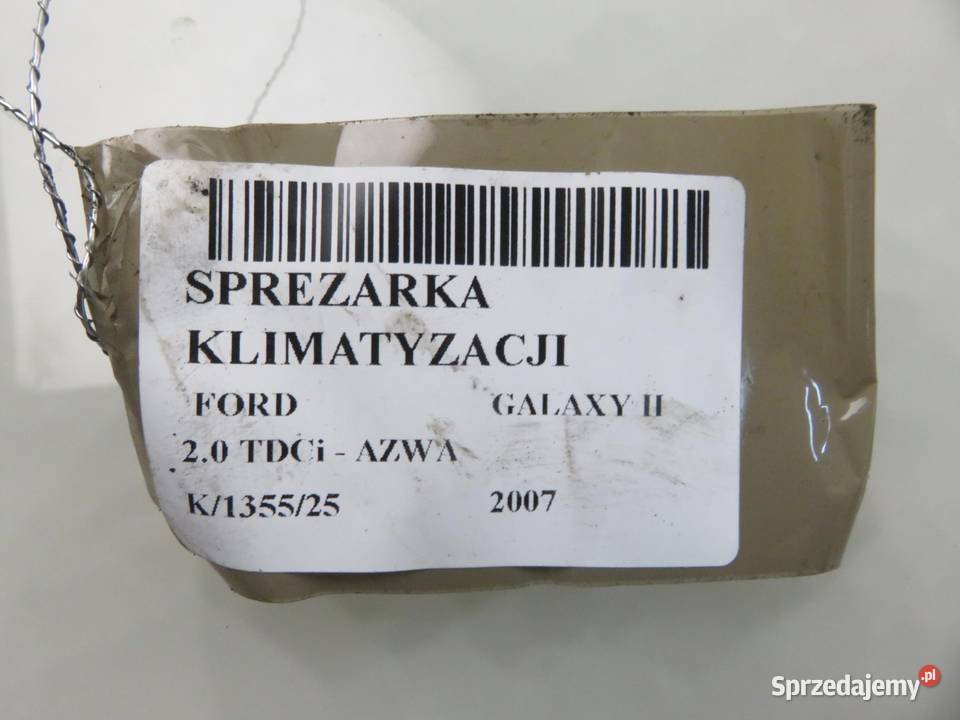 SPREZARKA
KLIMATYZACJI
FORD GALAXY II
2.0 TDCi - AZWA
K/1355/25 2007
Sprzedajemy.pl